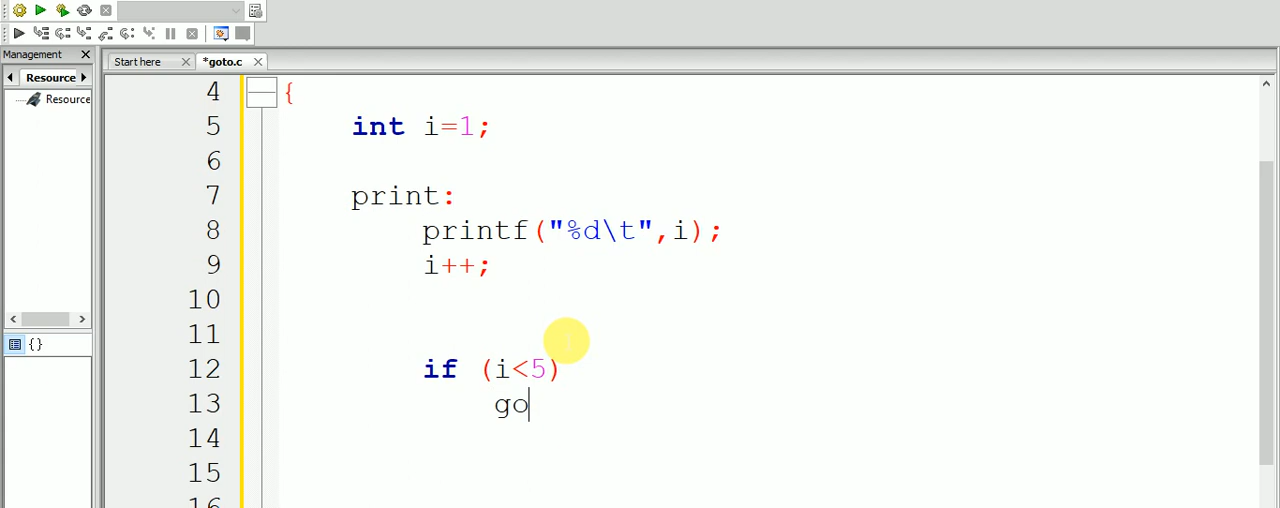 Management
Start here
*goto.c
Resource
Resource
4 {
5 int i=1;
6
7 print:
8 printf("%d\t",i);
9 i++;
10
11
12 if (i<5)
13 go
14
15
16
{}